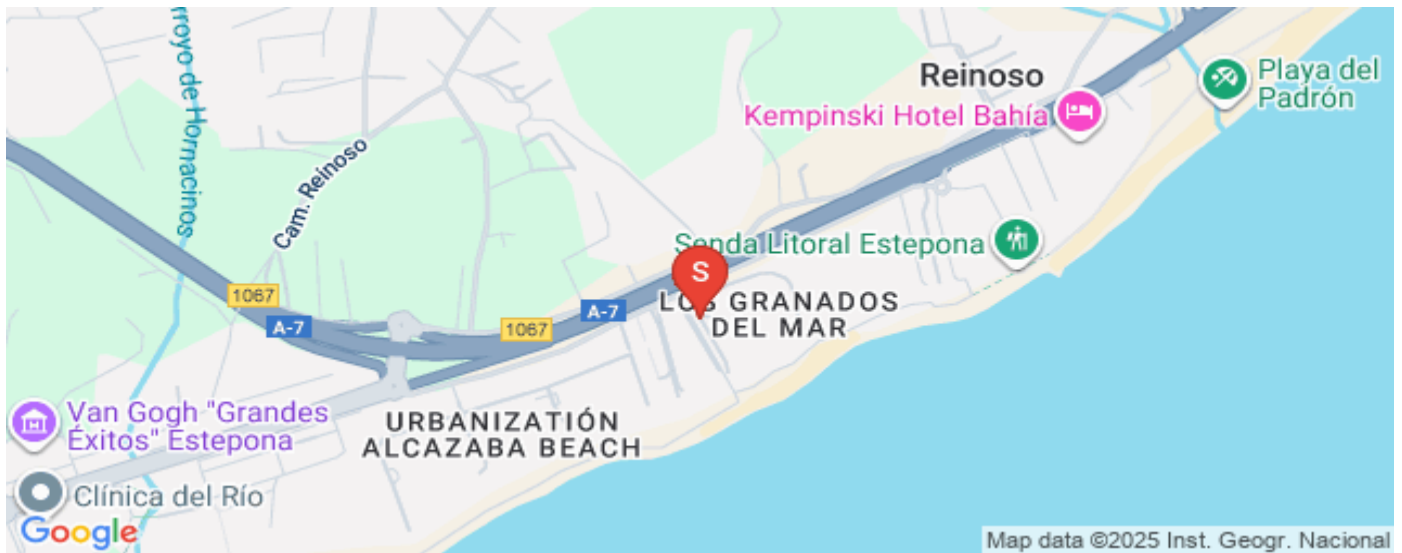 Arroyo de Hornacinos
Cam. Reinoso
Reinoso
Kempinski Hotel Bahía
Playa del
Padrón
Senda Litoral Estepona
S
LOS GRANADOS
DEL MAR
1067
A-7
1067
A-7
URBANIZATIÓN
ALCAZABA BEACH
Van Gogh "Grandes
Éxitos" Estepona
Clínica del Río
Google
Map data ©2025 Inst. Geogr. Nacional